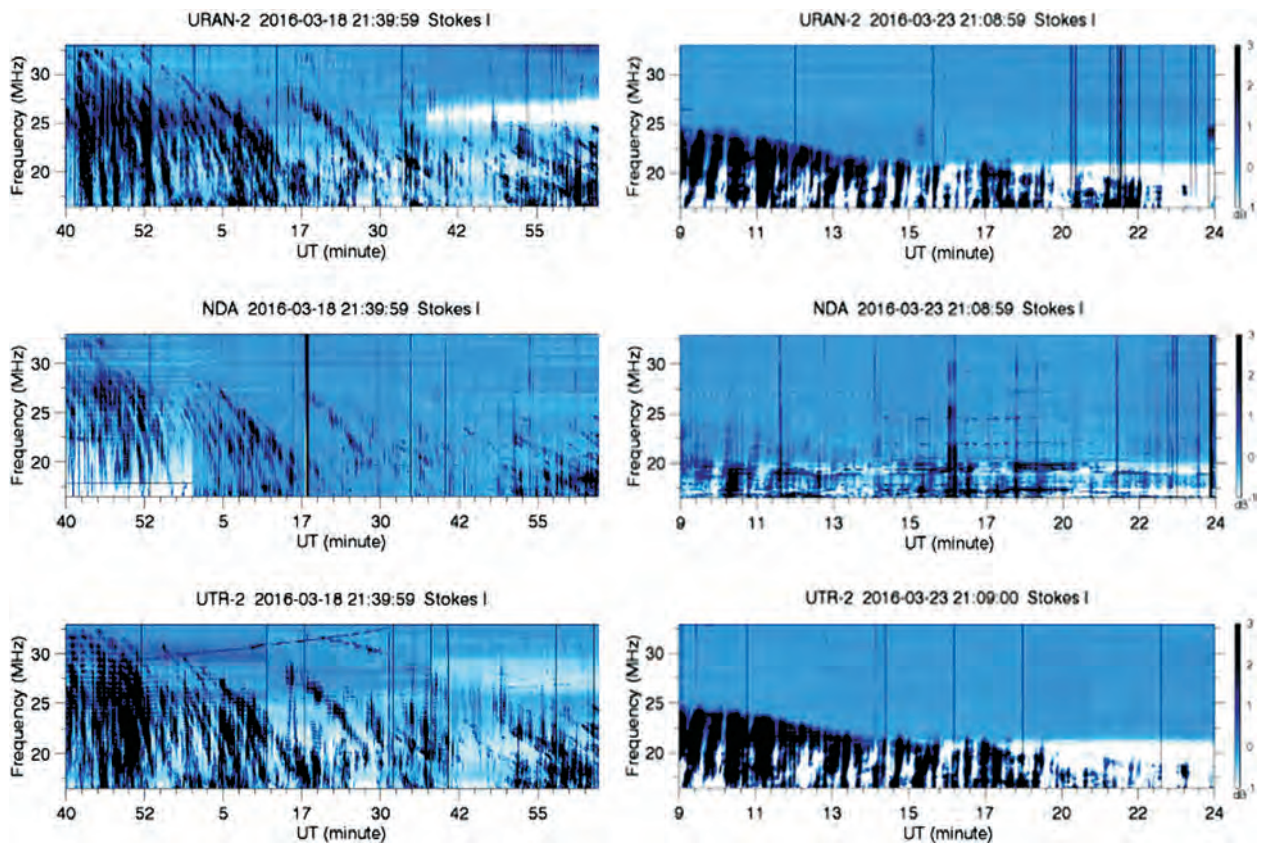 URAN-2 2016-03-18 21:39:59 Stokes I
Frequency (MHz)
30
25
20
40 52 5 17 30 42 55
UT (minute)
URAN-2 2016-03-23 21:08:59 Stokes I
Frequency (MHz)
30
25
20
9 11 13 15 17 20 22 24
UT (minute)
3
2
1
0
-1
dB
NDA 2016-03-18 21:39:59 Stokes I
Frequency (MHz)
30
25
20
40 52 5 17 30 42 55
UT (minute)
NDA 2016-03-23 21:08:59 Stokes I
Frequency (MHz)
30
25
20
9 11 13 15 17 20 22 24
UT (minute)
3
2
1
0
-1
dB
UTR-2 2016-03-18 21:39:59 Stokes I
Frequency (MHz)
30
25
20
40 52 5 17 30 42 55
UT (minute)
UTR-2 2016-03-23 21:09:00 Stokes I
Frequency (MHz)
30
25
20
9 11 13 15 17 20 22 24
UT (minute)
3
2
1
0
-1
dB